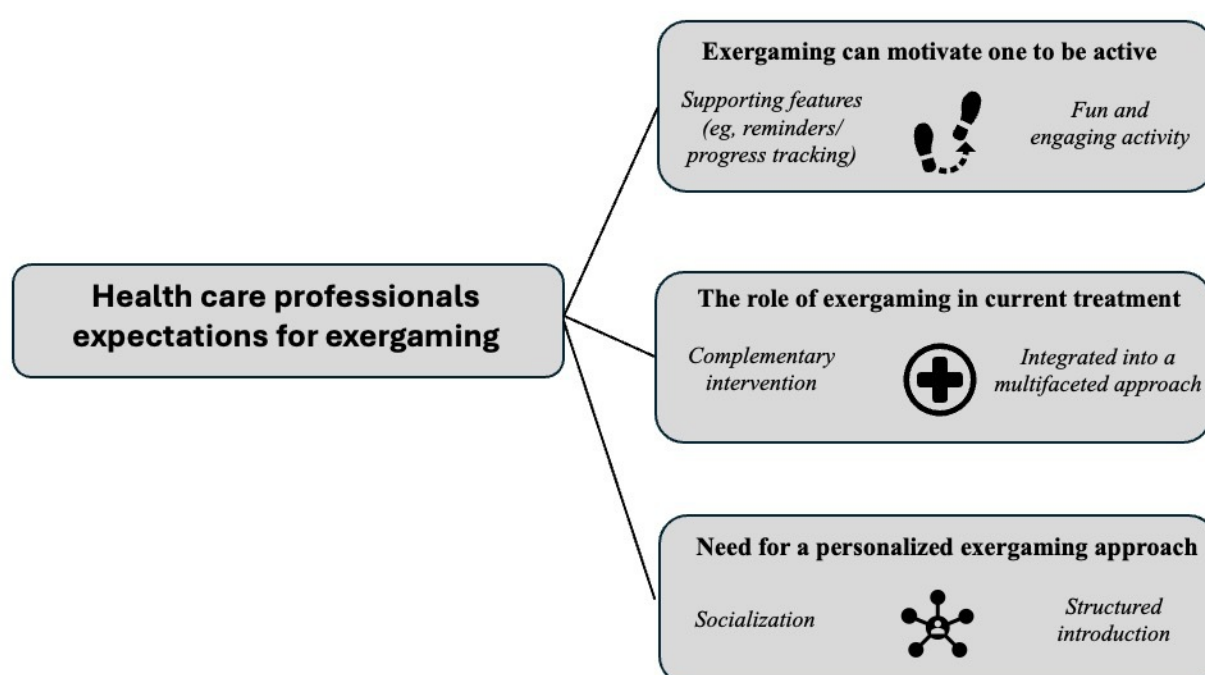 Health care professionals
expectations for exergaming
Exergaming can motivate one to be active
Supporting features
(eg, reminders/
progress tracking)
Fun and
engaging activity
The role of exergaming in current treatment
Complementary
intervention
Integrated into a
multifaceted approach
Need for a personalized exergaming approach
Socialization
Structured
introduction